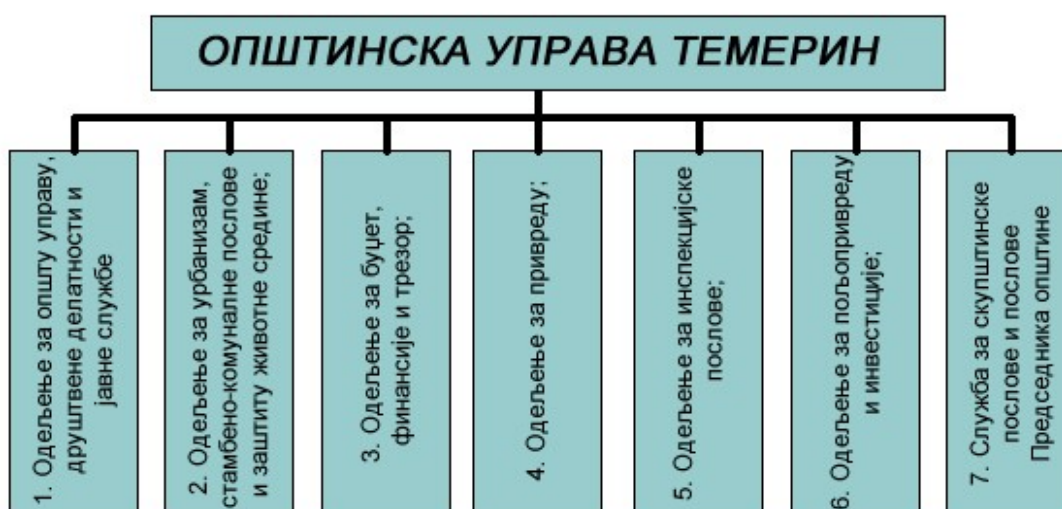 ОПШТИНСКА УПРАВА ТЕМЕРИН
1. Одељење за општу управу,
друштвене делатности и
јавне службе
2. Одељење за урбанизам,
стамбено-комуналне послове
и заштиту животне средине;
3. Одељење за буџет,
финансије и трезор;
4. Одељење за привреду;
5. Одељење за инспекцијске
послове;
6. Одељење за пољопривреду
и инвестиције;
7. Служба за скупштинске
послове и послове
Председника општине